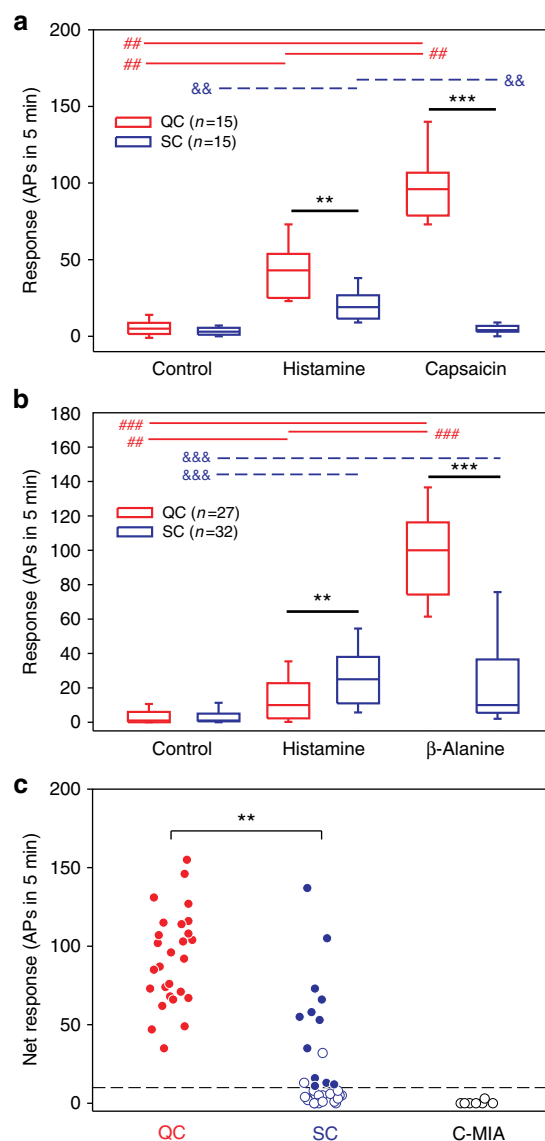 a
200
150
100
50
0
Response (APs in 5 min)
##
##
##
&&
&&
QC (n=15)
SC (n=15)
***
**
Control Histamine Capsaicin
b
180
160
140
120
100
80
60
40
20
0
Response (APs in 5 min)
###
##
###
&&&
&&&
***
QC (n=27)
SC (n=32)
**
Control Histamine β-Alanine
c
200
150
100
50
0
Net response (APs in 5 min)
**
QC SC C-MIA